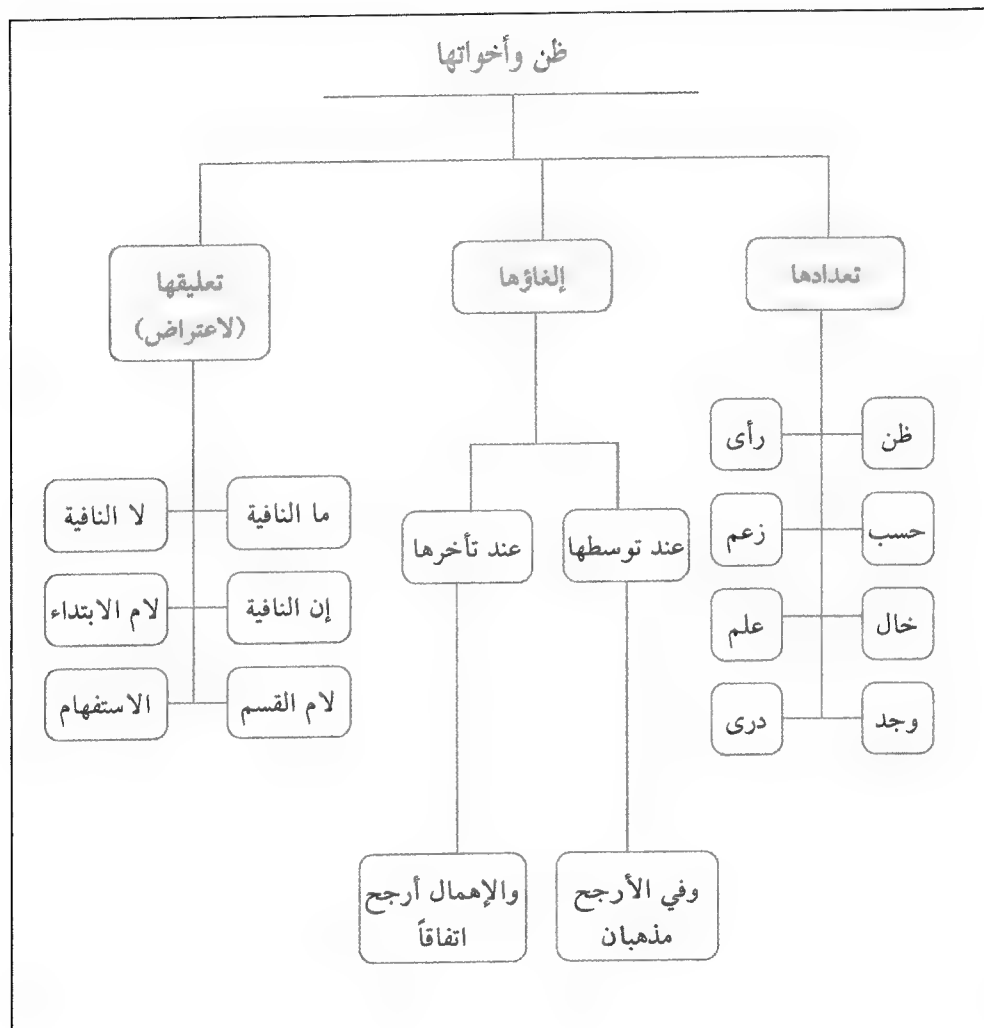 ظن وأخواتها
تعدادها
إلغاؤها
تعليقها
(لاعتراض)
ظن
رأى
حسب
زعم
خال
علم
وجد
درى
عند توسطها
عند تأخرها
وفي الأرجح
مذهبان
والإهمال أرجح
اتفاقاً
ما النافية
لا النافية
إن النافية
لام الابتداء
لام القسم
الاستفهام